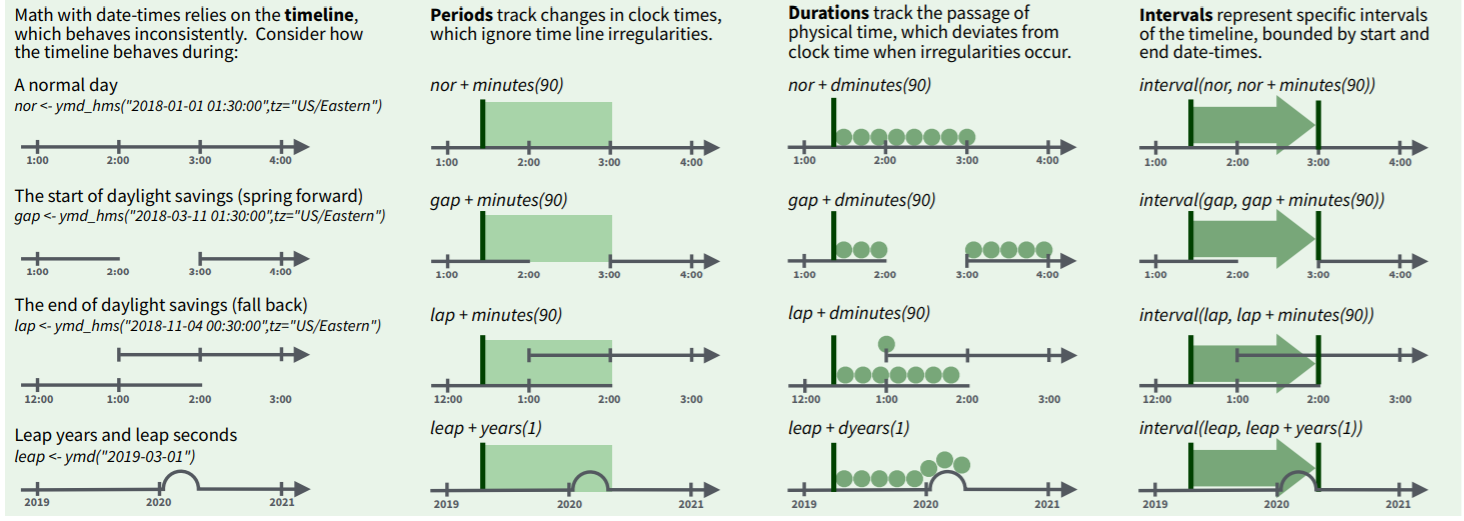 Math with date-times relies on the timeline,
which behaves inconsistently. Consider how
the timeline behaves during:
A normal day
nor <- ymd_hms("2018-01-01 01:30:00",tz="US/Eastern")
1:00 2:00 3:00 4:00
The start of daylight savings (spring forward)
gap <- ymd_hms("2018-03-11 01:30:00",tz="US/Eastern")
1:00 2:00 3:00 4:00
The end of daylight savings (fall back)
lap <- ymd_hms("2018-11-04 00:30:00",tz="US/Eastern")
12:00 1:00 2:00 3:00
Leap years and leap seconds
leap <- ymd("2019-03-01")
2019 2020 2021
Periods track changes in clock times,
which ignore time line irregularities.
nor + minutes(90)
1:00 2:00 3:00 4:00
gap + minutes(90)
1:00 2:00 3:00 4:00
lap + minutes(90)
12:00 1:00 2:00 3:00
leap + years(1)
2019 2020 2021
Durations track the passage of
physical time, which deviates from
clock time when irregularities occur.
nor + dminutes(90)
1:00 2:00 3:00 4:00
gap + dminutes(90)
1:00 2:00 3:00 4:00
lap + dminutes(90)
12:00 1:00 2:00 3:00
leap + dyears(1)
2019 2020 2021
Intervals represent specific intervals
of the timeline, bounded by start and
end date-times.
interval(nor, nor + minutes(90))
1:00 2:00 3:00 4:00
interval(gap, gap + minutes(90))
1:00 2:00 3:00 4:00
interval(lap, lap + minutes(90))
12:00 1:00 2:00 3:00
interval(leap, leap + years(1))
2019 2020 2021